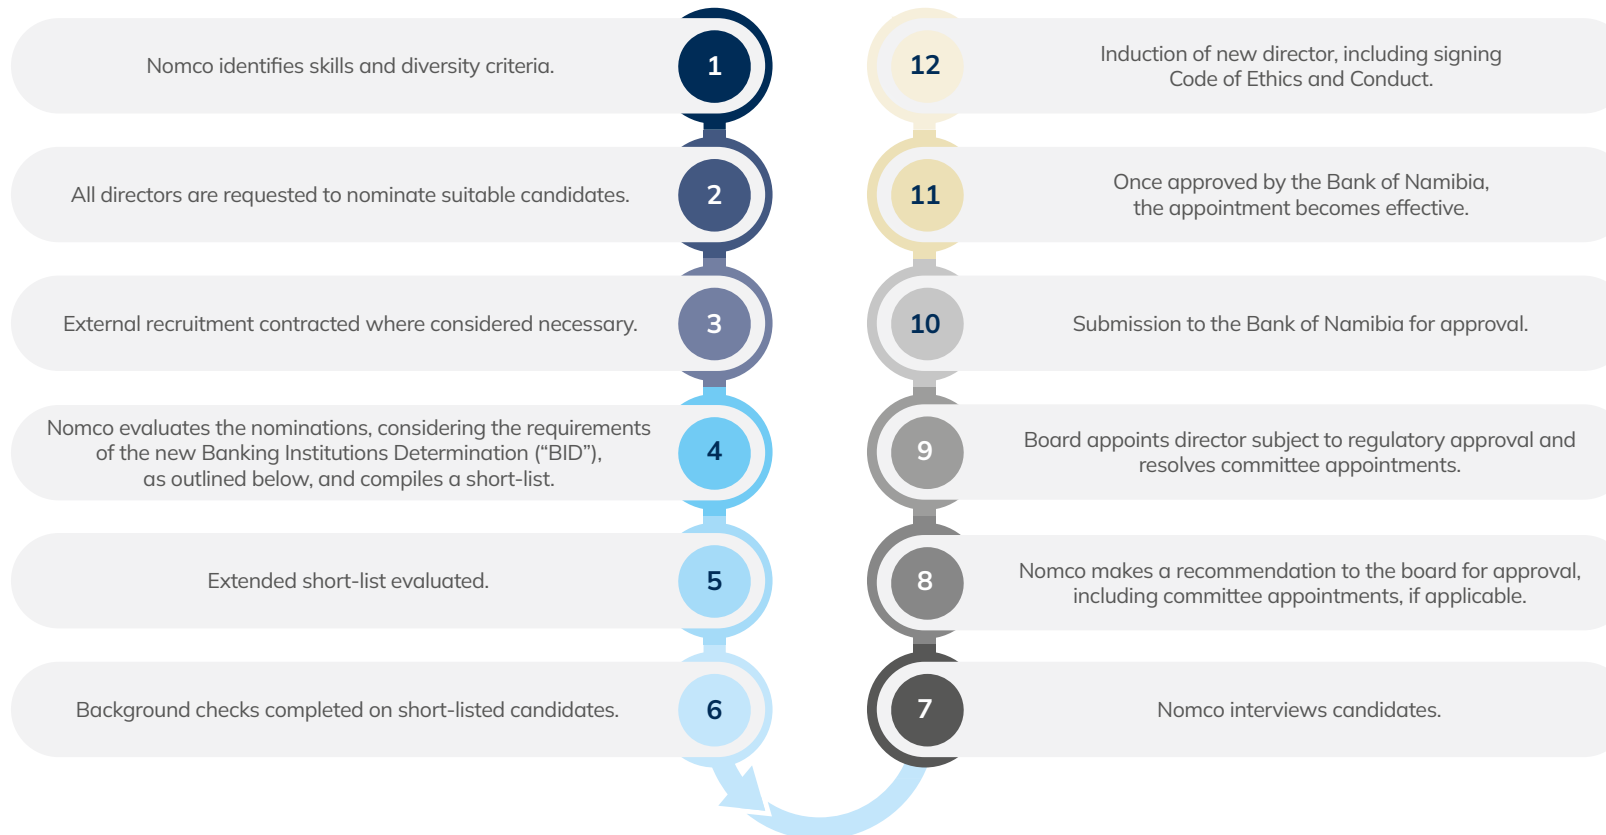 1
Nomco identifies skills and diversity criteria.
2
All directors are requested to nominate suitable candidates.
3
External recruitment contracted where considered necessary.
4
Nomco evaluates the nominations, considering the requirements
of the new Banking Institutions Determination (“BID”),
as outlined below, and compiles a short-list.
5
Extended short-list evaluated.
6
Background checks completed on short-listed candidates.
7
Nomco interviews candidates.
8
Nomco makes a recommendation to the board for approval,
including committee appointments, if applicable.
9
Board appoints director subject to regulatory approval and
resolves committee appointments.
10
Submission to the Bank of Namibia for approval.
11
Once approved by the Bank of Namibia,
the appointment becomes effective.
12
Induction of new director, including signing
Code of Ethics and Conduct.